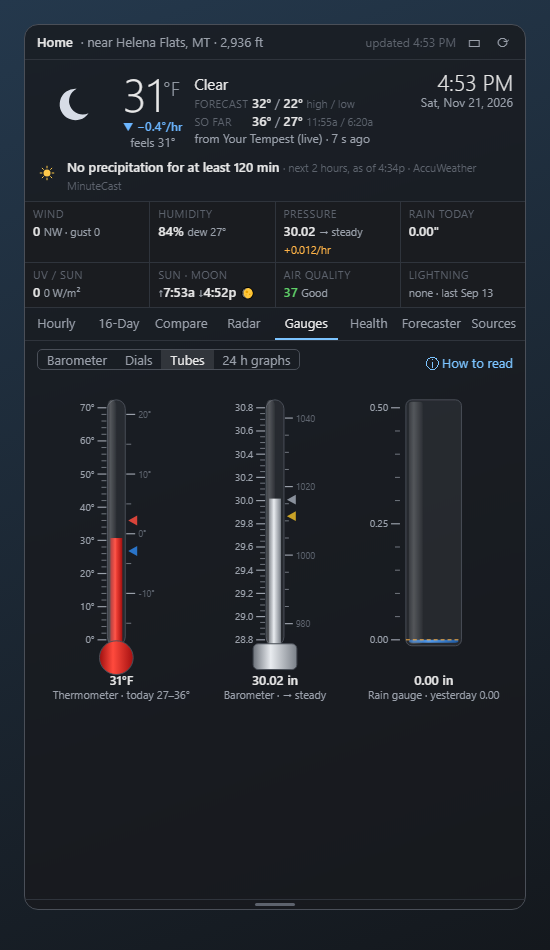 Home · near Helena Flats, MT · 2,936 ft
updated 4:53 PM
31°F
▼ −0.4°/hr
feels 31°
Clear
FORECAST 32° / 22° high / low
SO FAR 36° / 27° 11:55a / 6:20a
from Your Tempest (live) · 7 s ago
4:53 PM
Sat, Nov 21, 2026
No precipitation for at least 120 min · next 2 hours, as of 4:34p · AccuWeather
MinuteCast
WIND
0 NW · gust 0
HUMIDITY
84% dew 27°
PRESSURE
30.02 → steady
+0.012/hr
RAIN TODAY
0.00"
UV / SUN
0 0 W/m²
SUN · MOON
↑7:53a ↓4:52p
AIR QUALITY
37 Good
LIGHTNING
none · last Sep 13
Hourly 16-Day Compare Radar Gauges Health Forecaster Sources
Barometer Dials Tubes 24 h graphs
ⓘ How to read
70°
60°
50°
40°
30°
20°
10°
0°
20°
10°
0°
-10°
31°F
Thermometer · today 27–36°
30.8
30.6
30.4
30.2
30.0
29.8
29.6
29.4
29.2
29.0
28.8
1040
1020
1000
980
30.02 in
Barometer · → steady
0.50
0.25
0.00
0.00 in
Rain gauge · yesterday 0.00